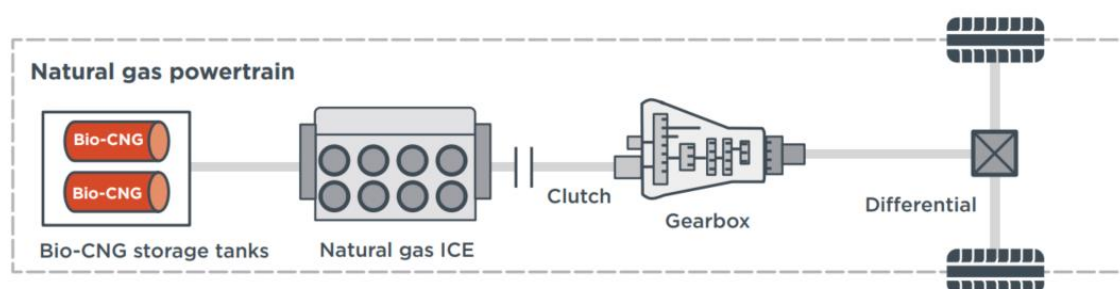 Natural gas powertrain
Bio-CNG
Bio-CNG
Bio-CNG storage tanks
Natural gas ICE
Clutch
Gearbox
Differential